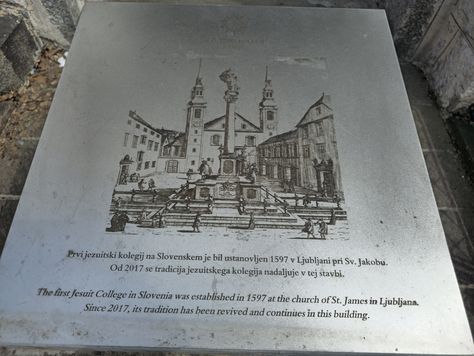 Prvi jezuitski kolegij na Slovenskem je bil ustanovljen 1597 v Ljubljani pri Sv. Jakobu.
Od 2017 se tradicija jezuitskega kolegija nadaljuje v tej stavbi.
The first Jesuit College in Slovenia was established in 1597 at the church of St. James in Ljubljana.
Since 2017, its tradition has been revived and continues in this building.